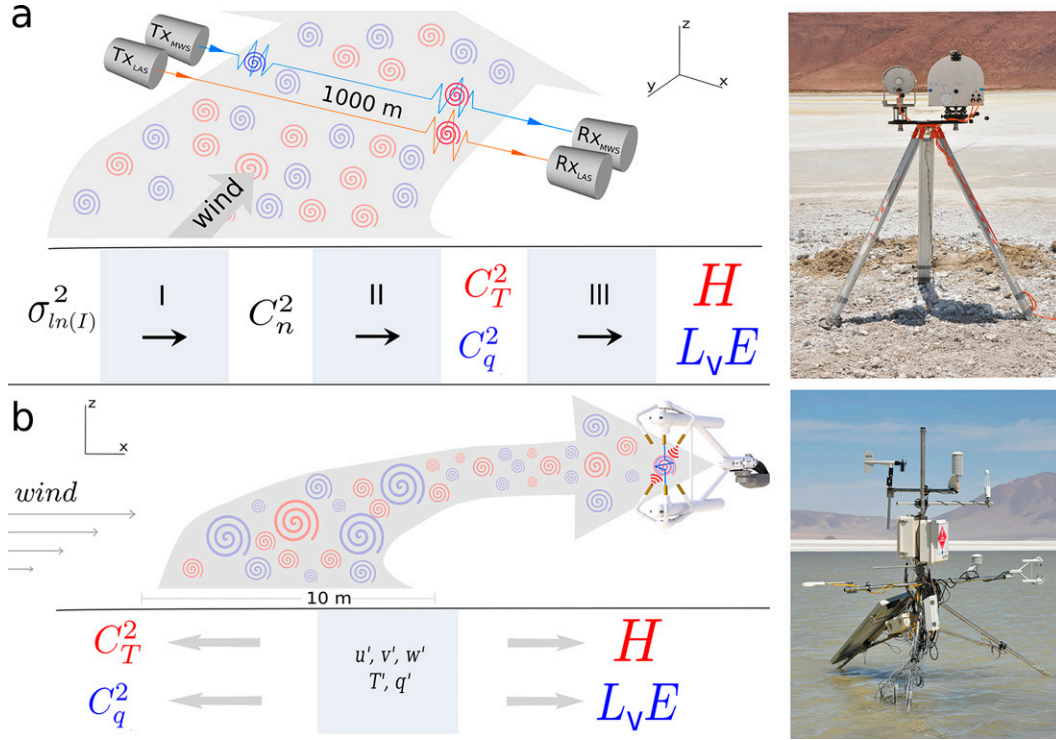 a
Tx MWS
Tx LAS
1000 m
Rx MWS
Rx LAS
wind
z
y
x
σ²ln(I)
I
C²n
II
C²T
C²q
III
H
LVE
b
z
x
wind
10 m
C²T
C²q
u', v', w'
T', q'
H
LVE